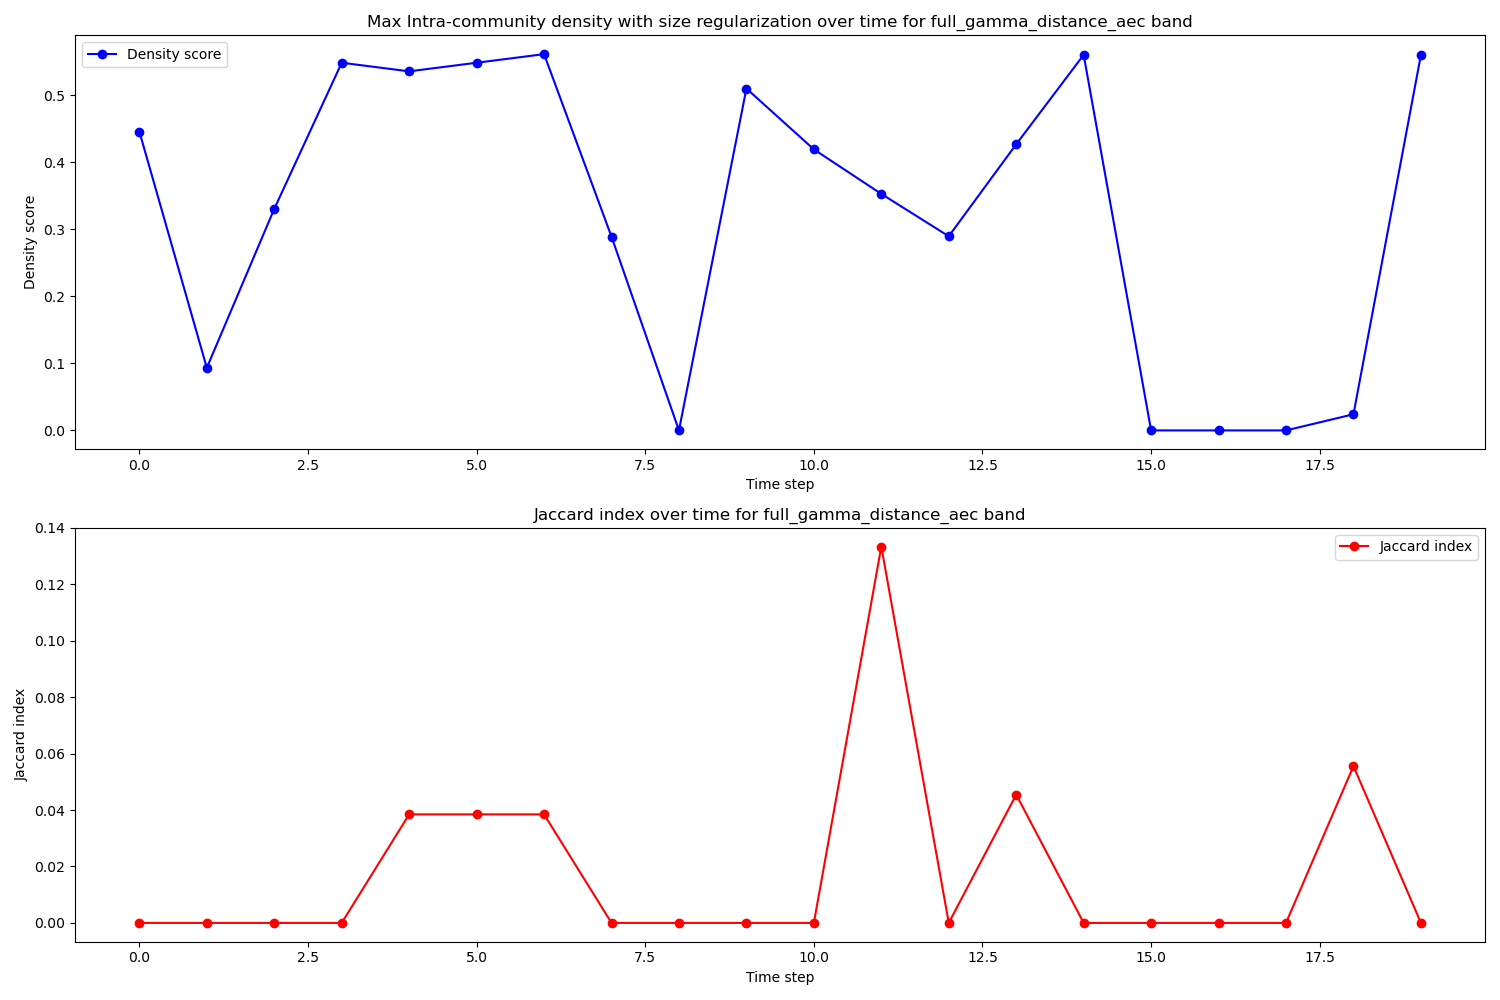 Max Intra-community density with size regularization over time for full_gamma_distance_aec band
Density score
Density score
0.5
0.4
0.3
0.2
0.1
0.0
0.0 2.5 5.0 7.5 10.0 12.5 15.0 17.5
Time step
Jaccard index over time for full_gamma_distance_aec band
Jaccard index
Jaccard index
0.14
0.12
0.10
0.08
0.06
0.04
0.02
0.00
0.0 2.5 5.0 7.5 10.0 12.5 15.0 17.5
Time step